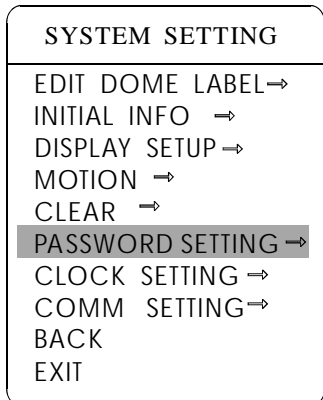 SYSTEM SETTING
EDIT DOME LABEL⇒
INITIAL INFO ⇒
DISPLAY SETUP ⇒
MOTION ⇒
CLEAR ⇒
PASSWORD SETTING ⇒
CLOCK SETTING ⇒
COMM SETTING⇒
BACK
EXIT